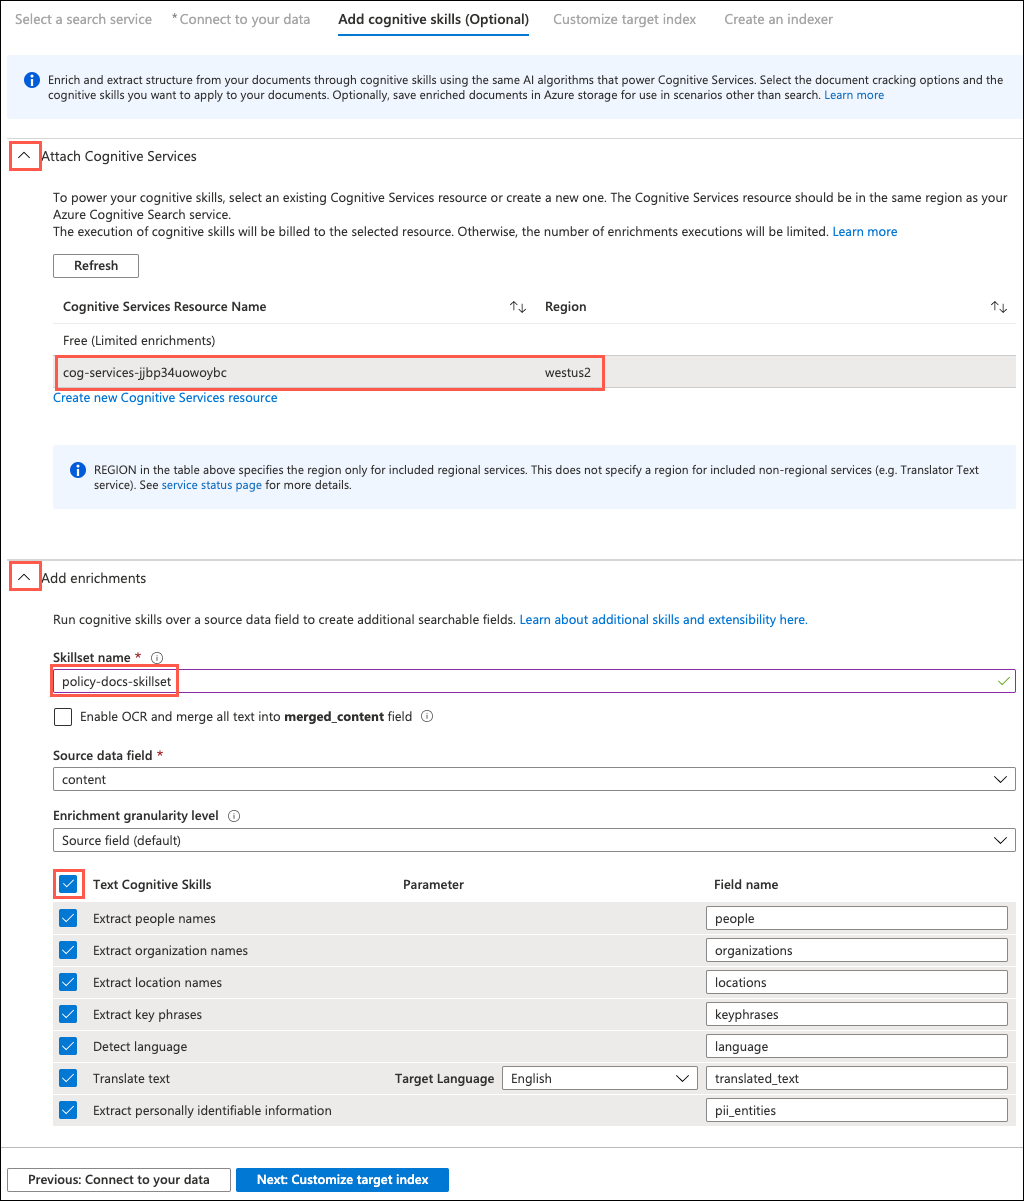 Select a search service * Connect to your data Add cognitive skills (Optional) Customize target index Create an indexer
Enrich and extract structure from your documents through cognitive skills using the same AI algorithms that power Cognitive Services. Select the document cracking options and the
cognitive skills you want to apply to your documents. Optionally, save enriched documents in Azure storage for use in scenarios other than search. Learn more
Attach Cognitive Services
To power your cognitive skills, select an existing Cognitive Services resource or create a new one. The Cognitive Services resource should be in the same region as your
Azure Cognitive Search service.
The execution of cognitive skills will be billed to the selected resource. Otherwise, the number of enrichments executions will be limited. Learn more
Refresh
Cognitive Services Resource Name Region
Free (Limited enrichments)
cog-services-jjbp34uowoybc westus2
Create new Cognitive Services resource
REGION in the table above specifies the region only for included regional services. This does not specify a region for included non-regional services (e.g. Translator Text
service). See service status page for more details.
Add enrichments
Run cognitive skills over a source data field to create additional searchable fields. Learn about additional skills and extensibility here.
Skillset name *
policy-docs-skillset
Enable OCR and merge all text into merged_content field
Source data field *
content
Enrichment granularity level
Source field (default)
Text Cognitive Skills Parameter Field name
Extract people names people
Extract organization names organizations
Extract location names locations
Extract key phrases keyphrases
Detect language language
Translate text Target Language English translated_text
Extract personally identifiable information pii_entities
Previous: Connect to your data Next: Customize target index